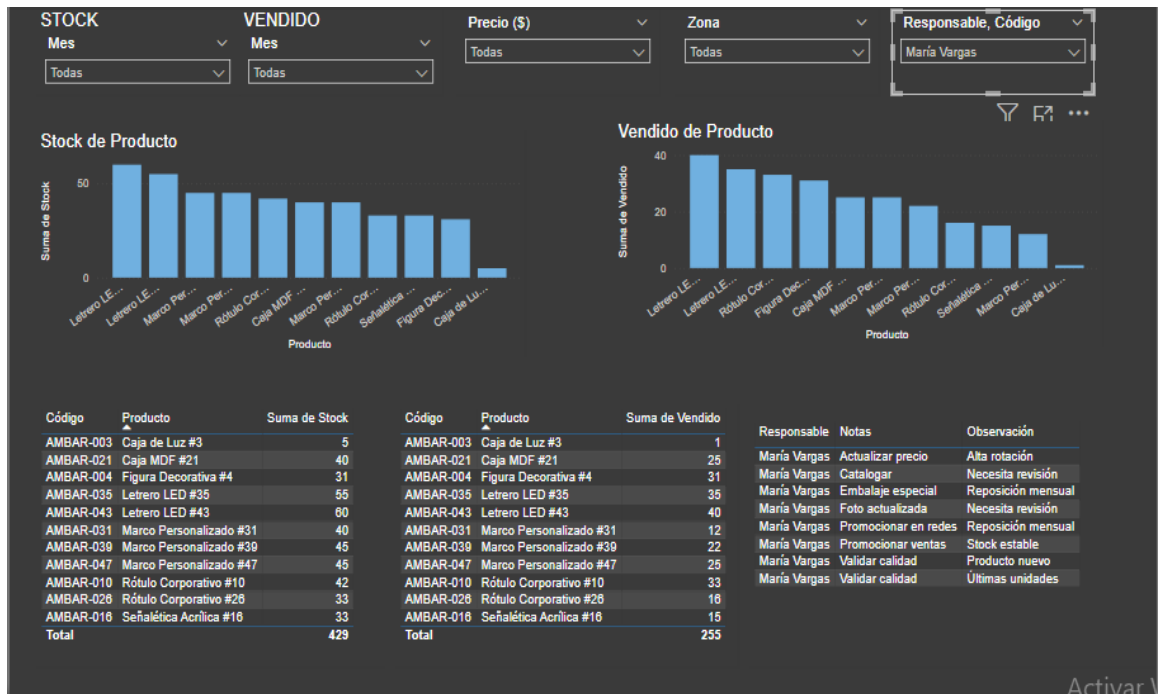 STOCK
VENDIDO
Precio ($)
Zona
Responsable, Código
Mes
Mes
Todas
Todas
Todas
Todas
María Vargas
Stock de Producto
Suma de Stock
50
0
Letrero LE...
Letrero LE...
Marco Per...
Marco Per...
Rótulo Cor...
Caja MDF ...
Marco Per...
Rótulo Cor...
Señalética ...
Figura Dec...
Caja de Lu...
Producto
Vendido de Producto
Suma de Vendido
40
20
0
Letrero LE...
Letrero LE...
Rótulo Cor...
Figura Dec...
Caja MDF ...
Marco Per...
Marco Per...
Rótulo Cor...
Señalética ...
Marco Per...
Caja de Lu...
Producto
Código Producto Suma de Stock
AMBAR-003 Caja de Luz #3 5
AMBAR-021 Caja MDF #21 40
AMBAR-004 Figura Decorativa #4 31
AMBAR-035 Letrero LED #35 55
AMBAR-043 Letrero LED #43 60
AMBAR-031 Marco Personalizado #31 40
AMBAR-039 Marco Personalizado #39 45
AMBAR-047 Marco Personalizado #47 45
AMBAR-010 Rótulo Corporativo #10 42
AMBAR-026 Rótulo Corporativo #26 33
AMBAR-016 Señalética Acrílica #16 33
Total 429
Código Producto Suma de Vendido
AMBAR-003 Caja de Luz #3 1
AMBAR-021 Caja MDF #21 25
AMBAR-004 Figura Decorativa #4 31
AMBAR-035 Letrero LED #35 35
AMBAR-043 Letrero LED #43 40
AMBAR-031 Marco Personalizado #31 12
AMBAR-039 Marco Personalizado #39 22
AMBAR-047 Marco Personalizado #47 25
AMBAR-010 Rótulo Corporativo #10 33
AMBAR-026 Rótulo Corporativo #26 16
AMBAR-016 Señalética Acrílica #16 15
Total 255
Responsable Notas Observación
María Vargas Actualizar precio Alta rotación
María Vargas Catalogar Necesita revisión
María Vargas Embalaje especial Reposición mensual
María Vargas Foto actualizada Necesita revisión
María Vargas Promocionar en redes Reposición mensual
María Vargas Promocionar ventas Stock estable
María Vargas Validar calidad Producto nuevo
María Vargas Validar calidad Últimas unidades
Activar